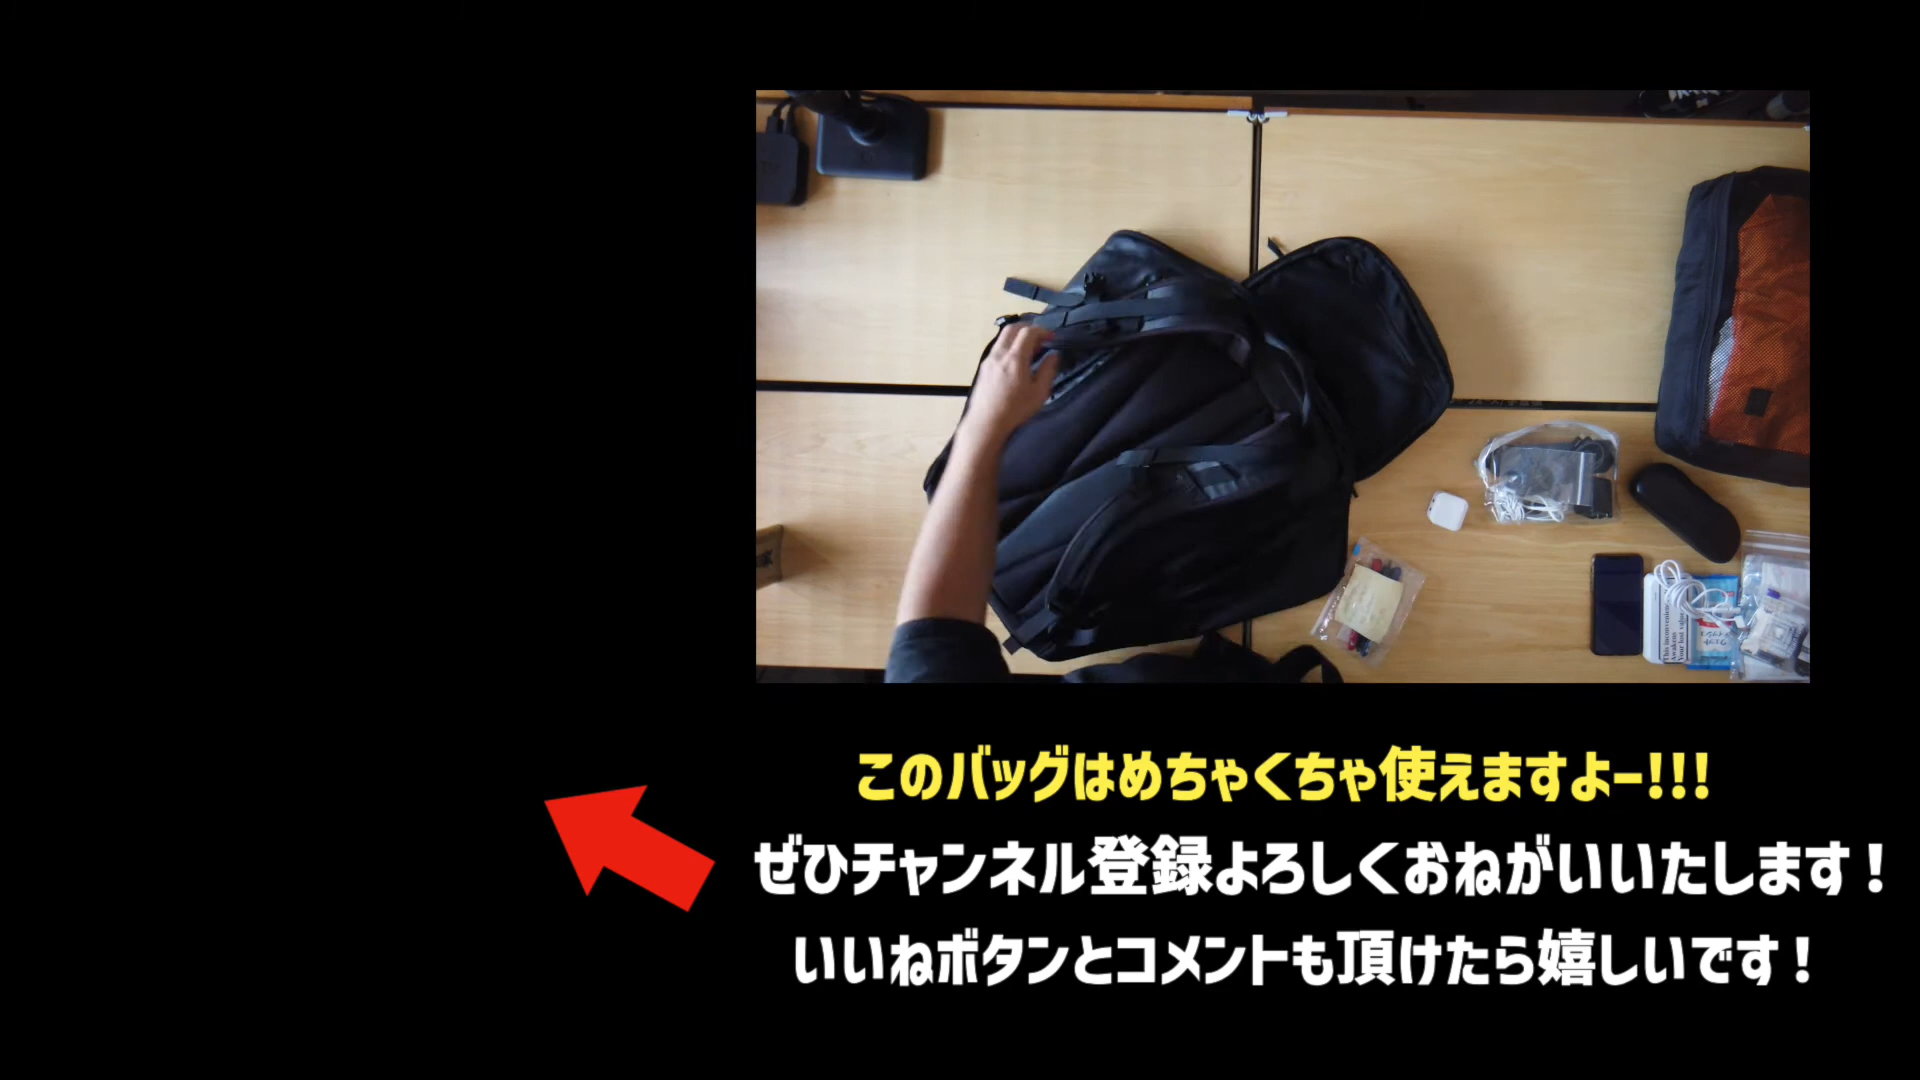 このバッグはめちゃくちゃ使えますよー!!!
ぜひチャンネル登録よろしくおねがいいたします！
いいねボタンとコメントも頂けたら嬉しいです！
This inconvenience
Awakens